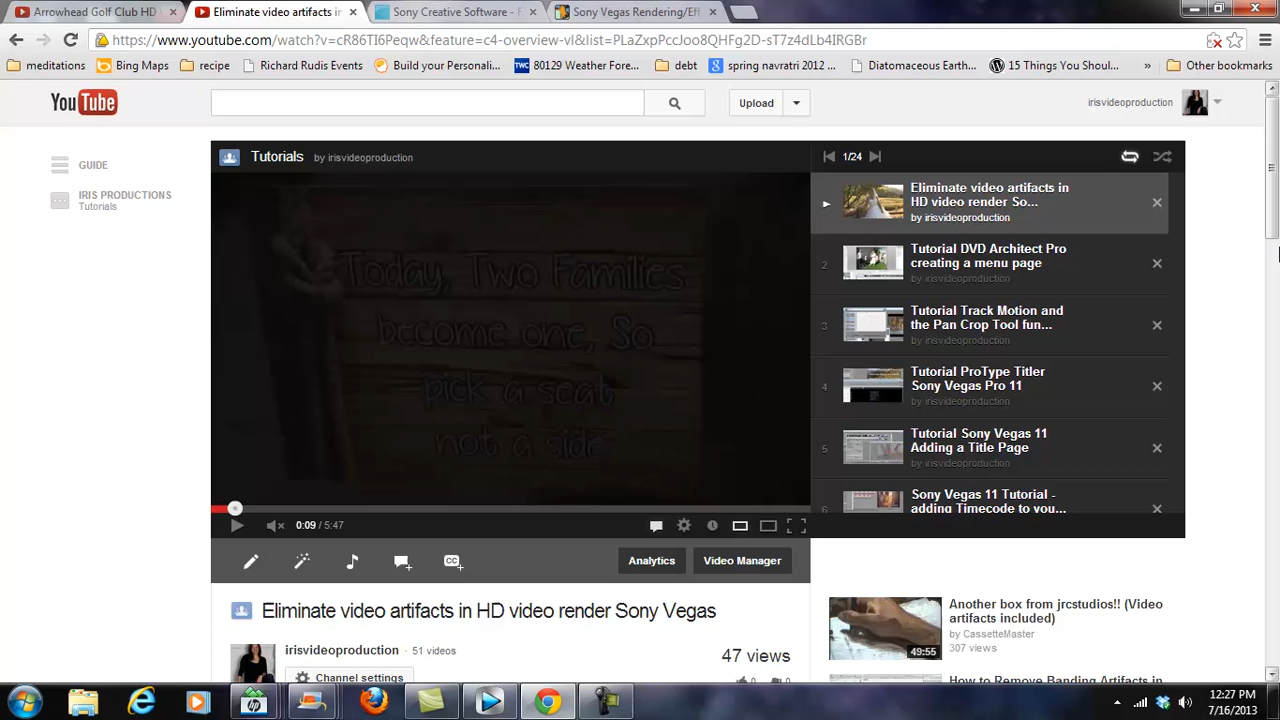 Arrowhead Golf Club HD
Eliminate video artifacts in
Sony Creative Software - F
Sony Vegas Rendering/Eff
https://www.youtube.com/watch?v=cR86TI6Peqw&feature=c4-overview-vl&list=PLaZxpPccJoo8QHFg2D-sT7z4dLb4IRGBr
meditations
Bing Maps
recipe
Richard Rudis Events
Build your Personali...
TWC
80129 Weather Fore...
debt
spring navratri 2012 ...
Diatomaceous Earth...
15 Things You Shoul...
»
Other bookmarks
YouTube
Upload
irisvideoproduction
GUIDE
IRIS PRODUCTIONS
Tutorials
Tutorials by irisvideoproduction
1/24
Today Two Families
become one, So
Pick a seat
not a side
Eliminate video artifacts in
HD video render So...
by irisvideoproduction
2
Tutorial DVD Architect Pro
creating a menu page
by irisvideoproduction
3
Tutorial Track Motion and
the Pan Crop Tool fun...
by irisvideoproduction
4
Tutorial ProType Titler
Sony Vegas Pro 11
by irisvideoproduction
5
Tutorial Sony Vegas 11
Adding a Title Page
by irisvideoproduction
6
Sony Vegas 11 Tutorial -
adding Timecode to you...
0:09 / 5:47
CC
Analytics
Video Manager
Eliminate video artifacts in HD video render Sony Vegas
irisvideoproduction 51 videos
Channel settings
47 views
Another box from jrcstudios!! (Video
artifacts included)
by CassetteMaster
307 views
49:55
How to Remove Banding Artifacts in
hp
12:27 PM
7/16/2013